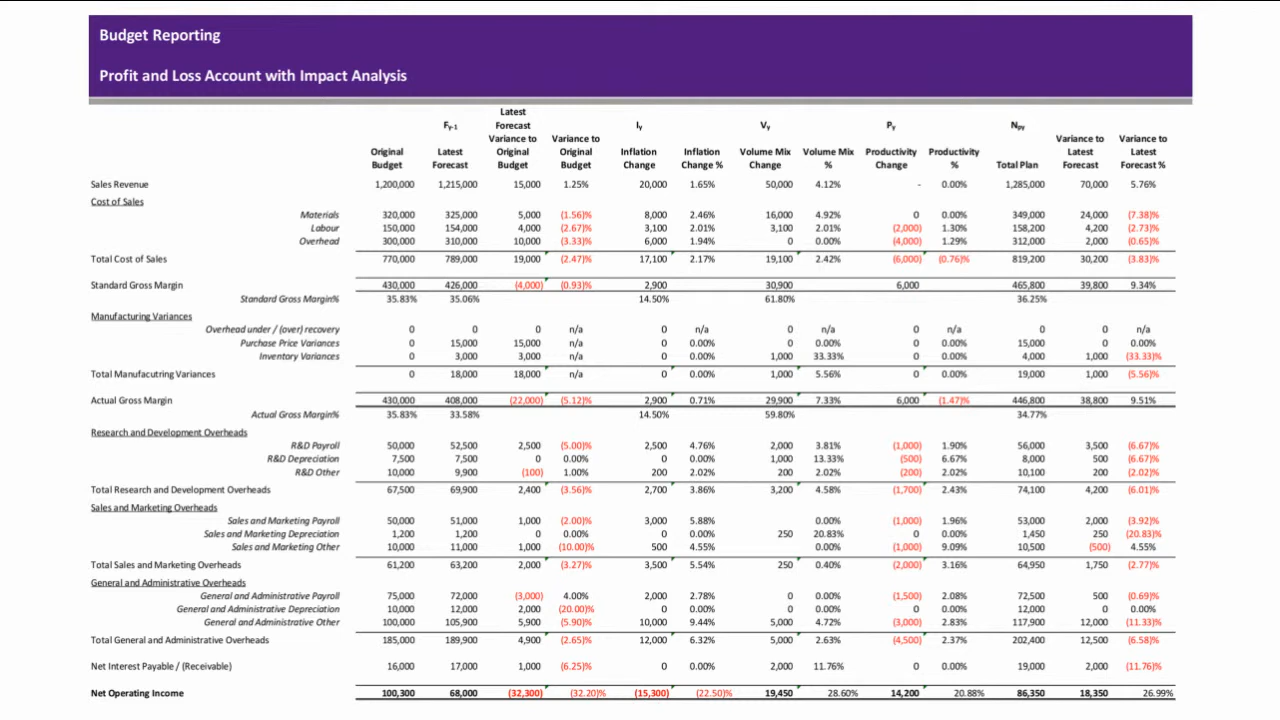 Budget Reporting
Profit and Loss Account with Impact Analysis
Latest
Fy-1 Forecast Iy Vy Py Npy
Variance to Variance to Variance to Variance to
Original Latest Original Original Inflation Inflation Volume Mix Volume Mix Productivity Productivity Latest Latest
Budget Forecast Budget Budget Change Change % Change % Change % Total Plan Forecast Forecast %
Sales Revenue 1,200,000 1,215,000 15,000 1.25% 20,000 1.65% 50,000 4.12% - 0.00% 1,285,000 70,000 5.76%
Cost of Sales
Materials 320,000 325,000 5,000 (1.56)% 8,000 2.46% 16,000 4.92% 0 0.00% 349,000 24,000 (7.38)%
Labour 150,000 154,000 4,000 (2.67)% 3,100 2.01% 3,100 2.01% (2,000) 1.30% 158,200 4,200 (2.73)%
Overhead 300,000 310,000 10,000 (3.33)% 6,000 1.94% 0 0.00% (4,000) 1.29% 312,000 2,000 (0.65)%
Total Cost of Sales 770,000 789,000 19,000 (2.47)% 17,100 2.17% 19,100 2.42% (6,000) (0.76)% 819,200 30,200 (3.83)%
Standard Gross Margin 430,000 426,000 (4,000) (0.93)% 2,900 30,900 6,000 465,800 39,800 9.34%
Standard Gross Margin% 35.83% 35.06% 14.50% 61.80% 36.25%
Manufacturing Variances
Overhead under / (over) recovery 0 0 0 n/a 0 n/a 0 n/a 0 n/a 0 0 n/a
Purchase Price Variances 0 15,000 15,000 n/a 0 0.00% 0 0.00% 0 0.00% 15,000 0 0.00%
Inventory Variances 0 3,000 3,000 n/a 0 0.00% 1,000 33.33% 0 0.00% 4,000 1,000 (33.33)%
Total Manufacutring Variances 0 18,000 18,000 n/a 0 0.00% 1,000 5.56% 0 0.00% 19,000 1,000 (5.56)%
Actual Gross Margin 430,000 408,000 (22,000) (5.12)% 2,900 0.71% 29,900 7.33% 6,000 (1.47)% 446,800 38,800 9.51%
Actual Gross Margin% 35.83% 33.58% 14.50% 59.80% 34.77%
Research and Development Overheads
R&D Payroll 50,000 52,500 2,500 (5.00)% 2,500 4.76% 2,000 3.81% (1,000) 1.90% 56,000 3,500 (6.67)%
R&D Depreciation 7,500 7,500 0 0.00% 0 0.00% 1,000 13.33% (500) 6.67% 8,000 500 (6.67)%
R&D Other 10,000 9,900 (100) 1.00% 200 2.02% 200 2.02% (200) 2.02% 10,100 200 (2.02)%
Total Research and Development Overheads 67,500 69,900 2,400 (3.56)% 2,700 3.86% 3,200 4.58% (1,700) 2.43% 74,100 4,200 (6.01)%
Sales and Marketing Overheads
Sales and Marketing Payroll 50,000 51,000 1,000 (2.00)% 3,000 5.88% 0.00% (1,000) 1.96% 53,000 2,000 (3.92)%
Sales and Marketing Depreciation 1,200 1,200 0 0.00% 0 0.00% 250 20.83% 0 0.00% 1,450 250 (20.83)%
Sales and Marketing Other 10,000 11,000 1,000 (10.00)% 500 4.55% 0.00% (1,000) 9.09% 10,500 (500) 4.55%
Total Sales and Marketing Overheads 61,200 63,200 2,000 (3.27)% 3,500 5.54% 250 0.40% (2,000) 3.16% 64,950 1,750 (2.77)%
General and Administrative Overheads
General and Administrative Payroll 75,000 72,000 (3,000) 4.00% 2,000 2.78% 0 0.00% (1,500) 2.08% 72,500 500 (0.69)%
General and Administrative Depreciation 10,000 12,000 2,000 (20.00)% 0 0.00% 0 0.00% 0 0.00% 12,000 0 0.00%
General and Administrative Other 100,000 105,900 5,900 (5.90)% 10,000 9.44% 5,000 4.72% (3,000) 2.83% 117,900 12,000 (11.33)%
Total General and Administrative Overheads 185,000 189,900 4,900 (2.65)% 12,000 6.32% 5,000 2.63% (4,500) 2.37% 202,400 12,500 (6.58)%
Net Interest Payable / (Receivable) 16,000 17,000 1,000 (6.25)% 0 0.00% 2,000 11.76% 0 0.00% 19,000 2,000 (11.76)%
Net Operating Income 100,300 68,000 (32,300) (32.20)% (15,300) (22.50)% 19,450 28.60% 14,200 20.88% 86,350 18,350 26.99%